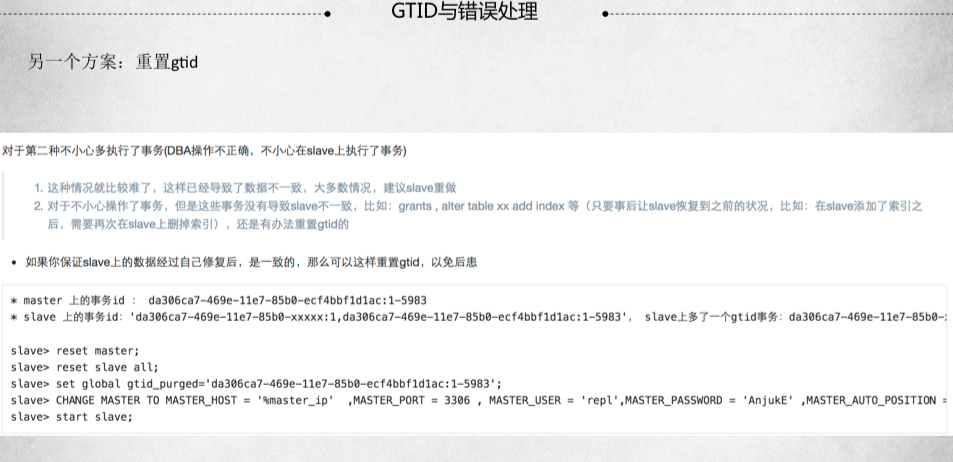 GTID与错误处理
另一个方案：重置gtid
对于第二种不小心多执行了事务(DBA操作不正确，不小心在slave上执行了事务)
1. 这种情况就比较难了，这样已经导致了数据不一致，大多数情况，建议slave重做
2. 对于不小心操作了事务，但是这些事务没有导致slave不一致，比如：grants , alter table xx add index 等（只要事后让slave恢复到之前的状况，比如：在slave添加了索引之
后，需要再次在slave上删掉索引），还是有办法重置gtid的
• 如果你保证slave上的数据经过自己修复后，是一致的，那么可以这样重置gtid，以免后患
* master 上的事务id ： da306ca7-469e-11e7-85b0-ecf4bbf1d1ac:1-5983
* slave 上的事务id：'da306ca7-469e-11e7-85b0-xxxxx:1,da306ca7-469e-11e7-85b0-ecf4bbf1d1ac:1-5983'， slave上多了一个gtid事务：da306ca7-469e-11e7-85b0-
slave> reset master;
slave> reset slave all;
slave> set global gtid_purged='da306ca7-469e-11e7-85b0-ecf4bbf1d1ac:1-5983';
slave> CHANGE MASTER TO MASTER_HOST = '%master_ip' ,MASTER_PORT = 3306 , MASTER_USER = 'repl',MASTER_PASSWORD = 'AnjukE' ,MASTER_AUTO_POSITION =
slave> start slave;